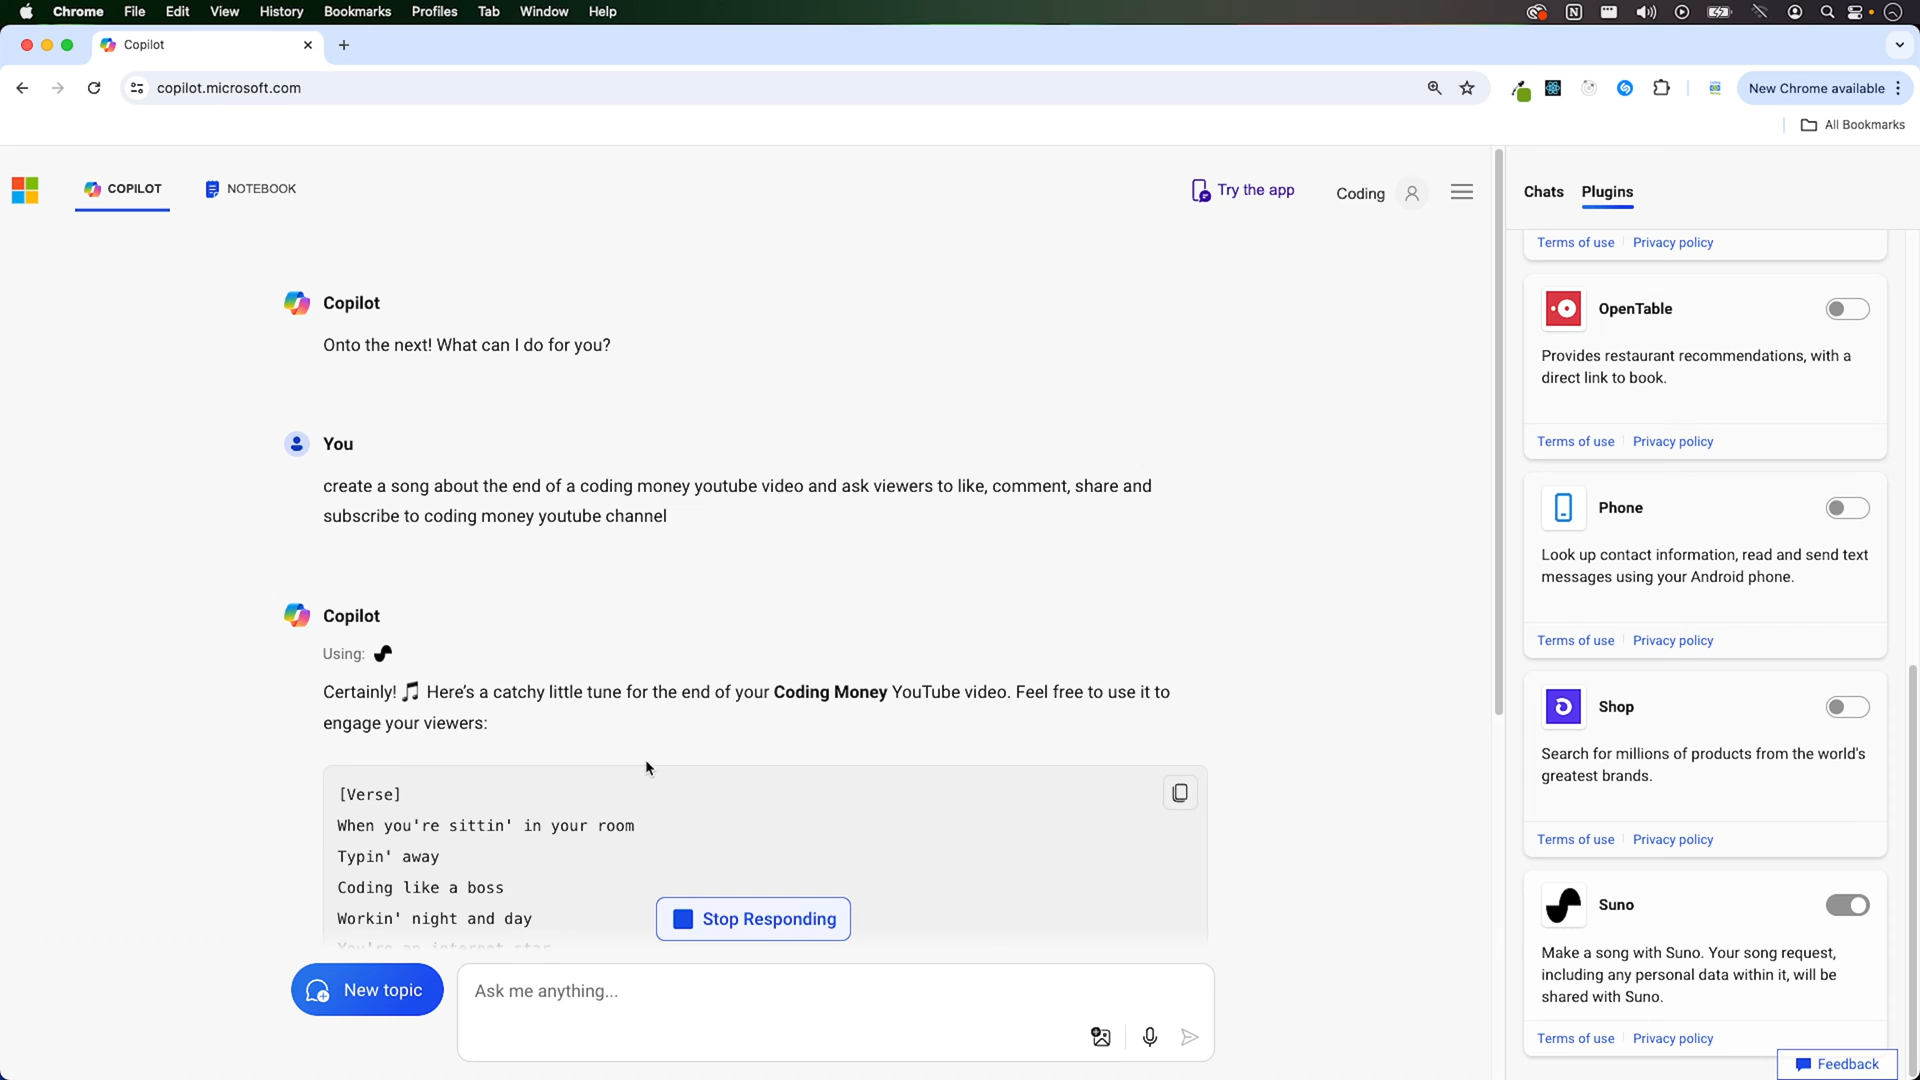 Chrome File Edit View History Bookmarks Profiles Tab Window Help
Copilot
copilot.microsoft.com
New Chrome available
All Bookmarks
COPILOT
NOTEBOOK
Try the app
Coding
Chats Plugins
Copilot
Onto the next! What can I do for you?
You
create a song about the end of a coding money youtube video and ask viewers to like, comment, share and
subscribe to coding money youtube channel
Copilot
Using:
Certainly! 🎵 Here’s a catchy little tune for the end of your Coding Money YouTube video. Feel free to use it to
engage your viewers:
[Verse]
When you're sittin' in your room
Typin' away
Coding like a boss
Workin' night and day
You're an internet star
Stop Responding
New topic
Ask me anything...
Terms of use Privacy policy
OpenTable
Provides restaurant recommendations, with a
direct link to book.
Terms of use Privacy policy
Phone
Look up contact information, read and send text
messages using your Android phone.
Terms of use Privacy policy
Shop
Search for millions of products from the world's
greatest brands.
Terms of use Privacy policy
Suno
Make a song with Suno. Your song request,
including any personal data within it, will be
shared with Suno.
Terms of use Privacy policy
Feedback